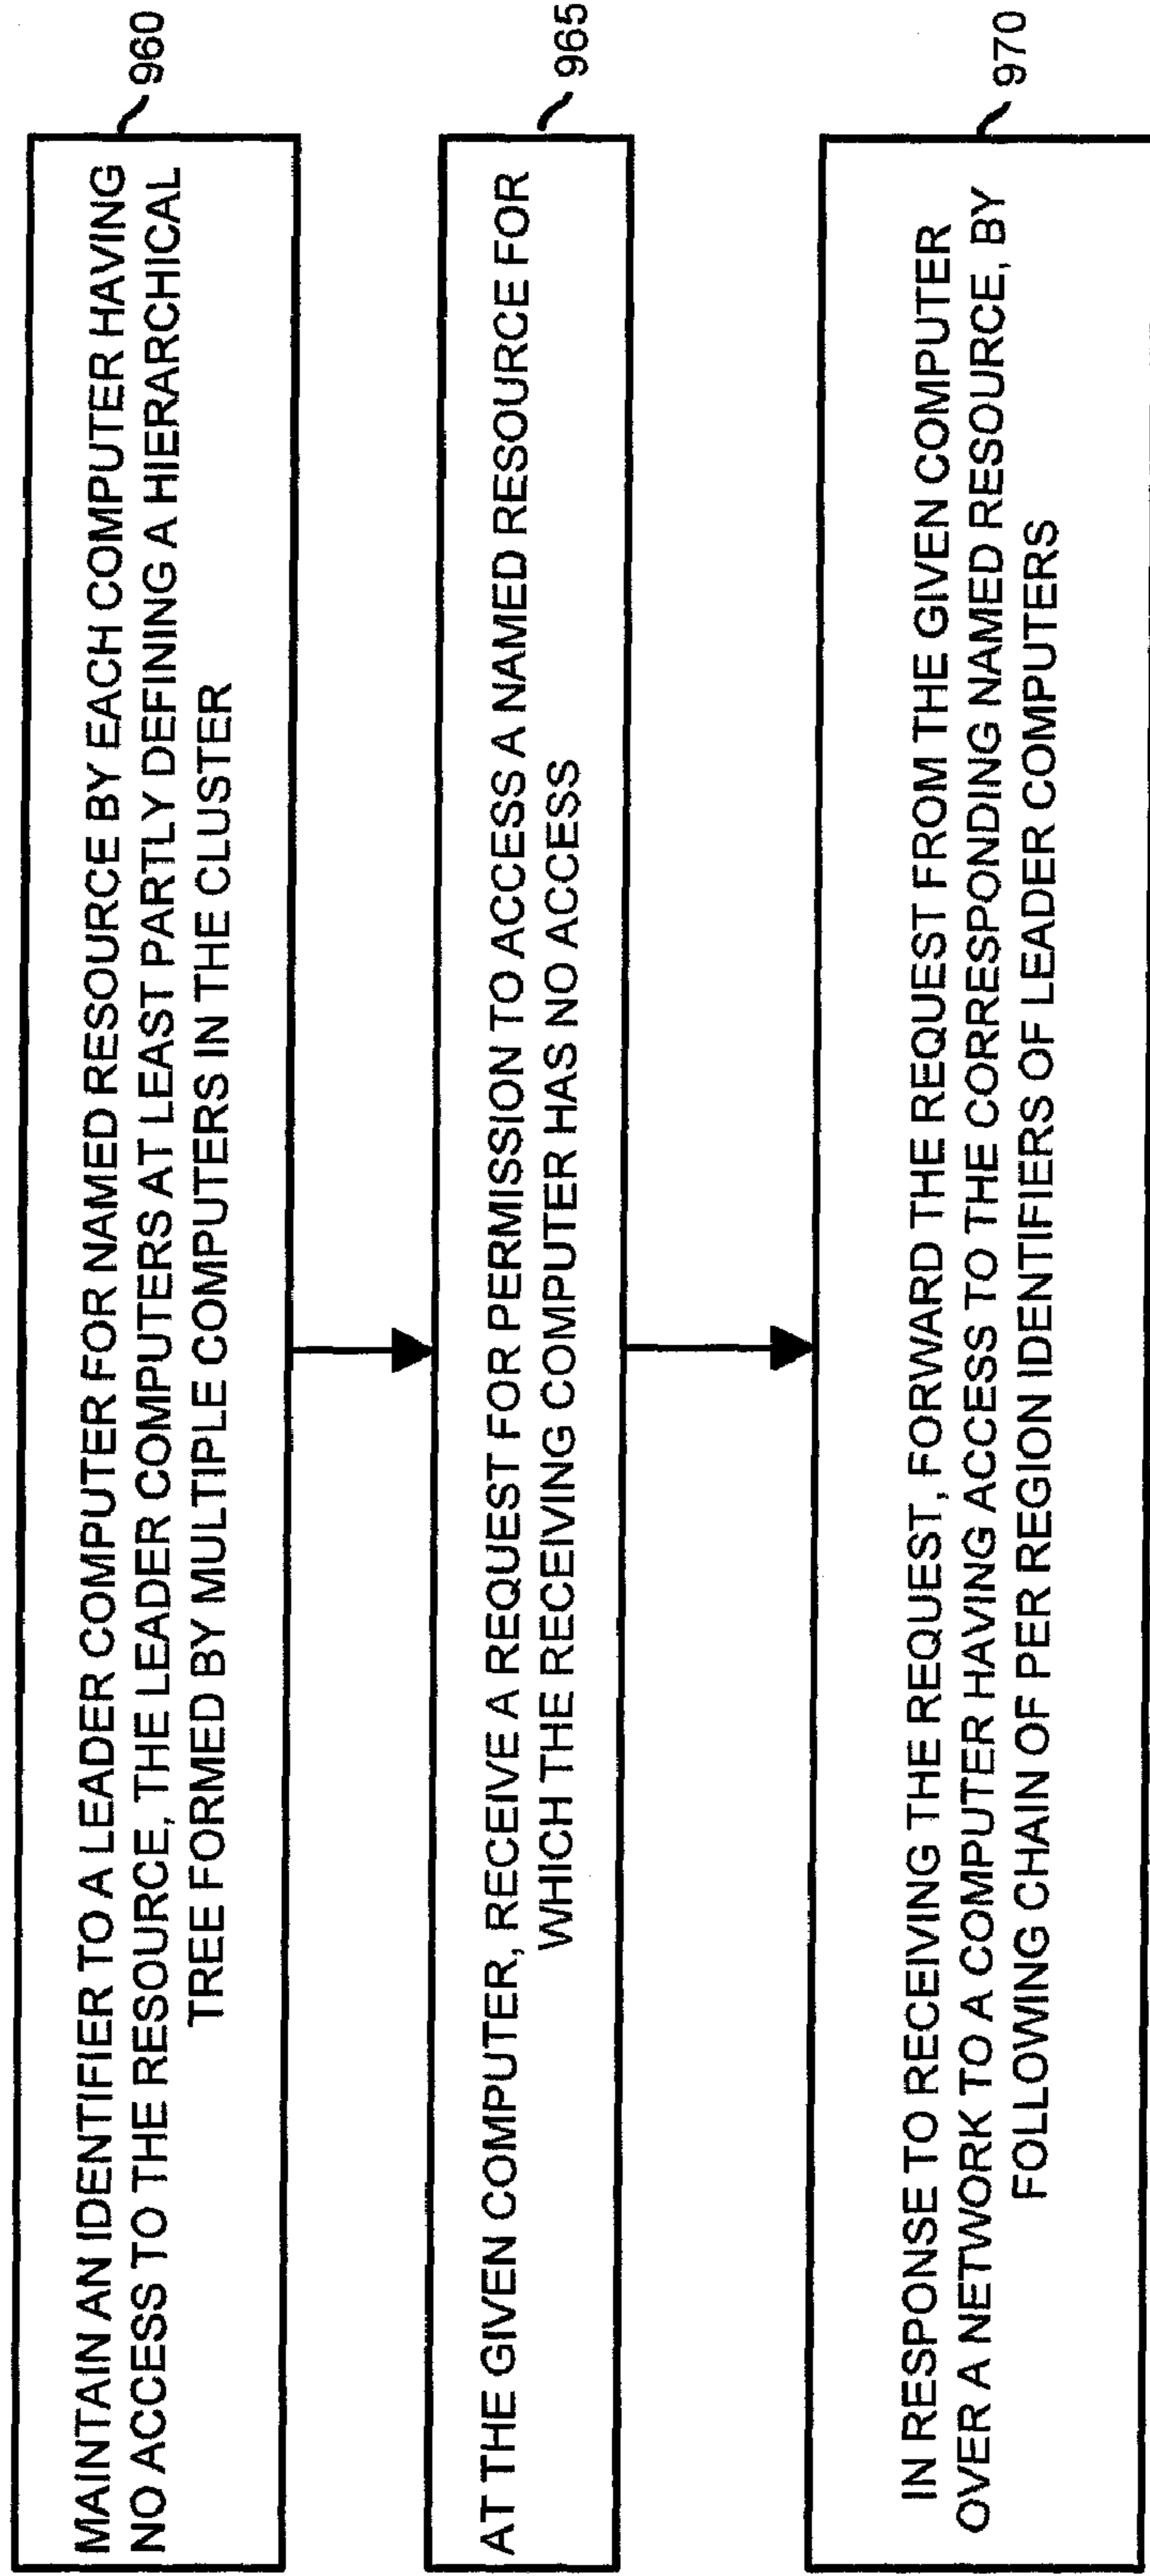 MAINTAIN AN IDENTIFIER TO A LEADER COMPUTER FOR NAMED RESOURCE BY EACH COMPUTER HAVING
NO ACCESS TO THE RESOURCE, THE LEADER COMPUTERS AT LEAST PARTLY DEFINING A HIERARCHICAL
TREE FORMED BY MULTIPLE COMPUTERS IN THE CLUSTER
960
AT THE GIVEN COMPUTER, RECEIVE A REQUEST FOR PERMISSION TO ACCESS A NAMED RESOURCE FOR
WHICH THE RECEIVING COMPUTER HAS NO ACCESS
965
IN RESPONSE TO RECEIVING THE REQUEST, FORWARD THE REQUEST FROM THE GIVEN COMPUTER
OVER A NETWORK TO A COMPUTER HAVING ACCESS TO THE CORRESPONDING NAMED RESOURCE, BY
FOLLOWING CHAIN OF PER REGION IDENTIFIERS OF LEADER COMPUTERS
970